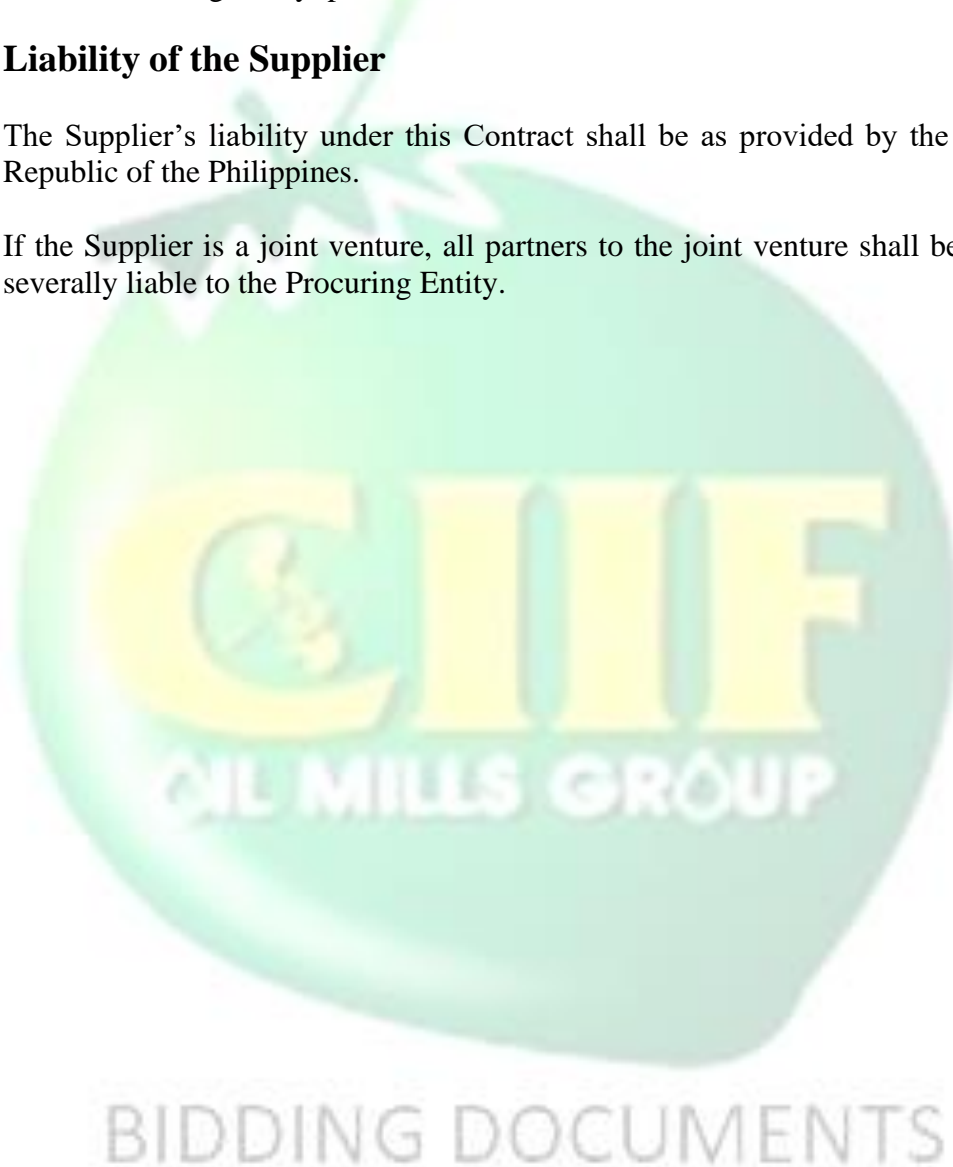 Liability of the Supplier
The Supplier’s liability under this Contract shall be as provided by the
Republic of the Philippines.
If the Supplier is a joint venture, all partners to the joint venture shall be
severally liable to the Procuring Entity.
CIIF
OIL MILLS GROUP
BIDDING DOCUMENTS